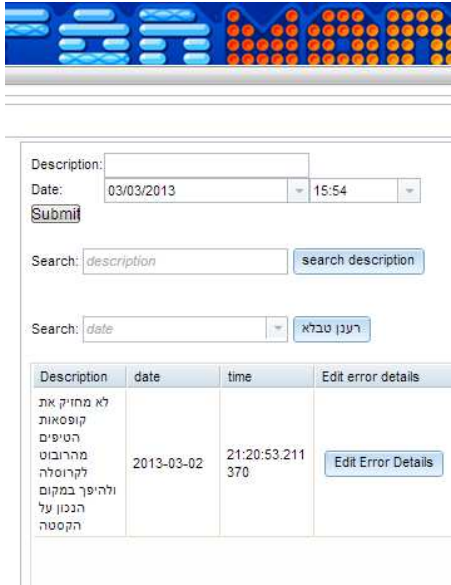 Description:
Date: 03/03/2013 15:54
Submit
Search: description search description
Search: date רענן טבלא
Description date time Edit error details
לא מחזיק את
קופסאות
הטיפים
מהרובוט
לקרוסלה
ולהיפך במקום
הנכון על
הקסטה
2013-03-02
21:20:53.211
370
Edit Error Details